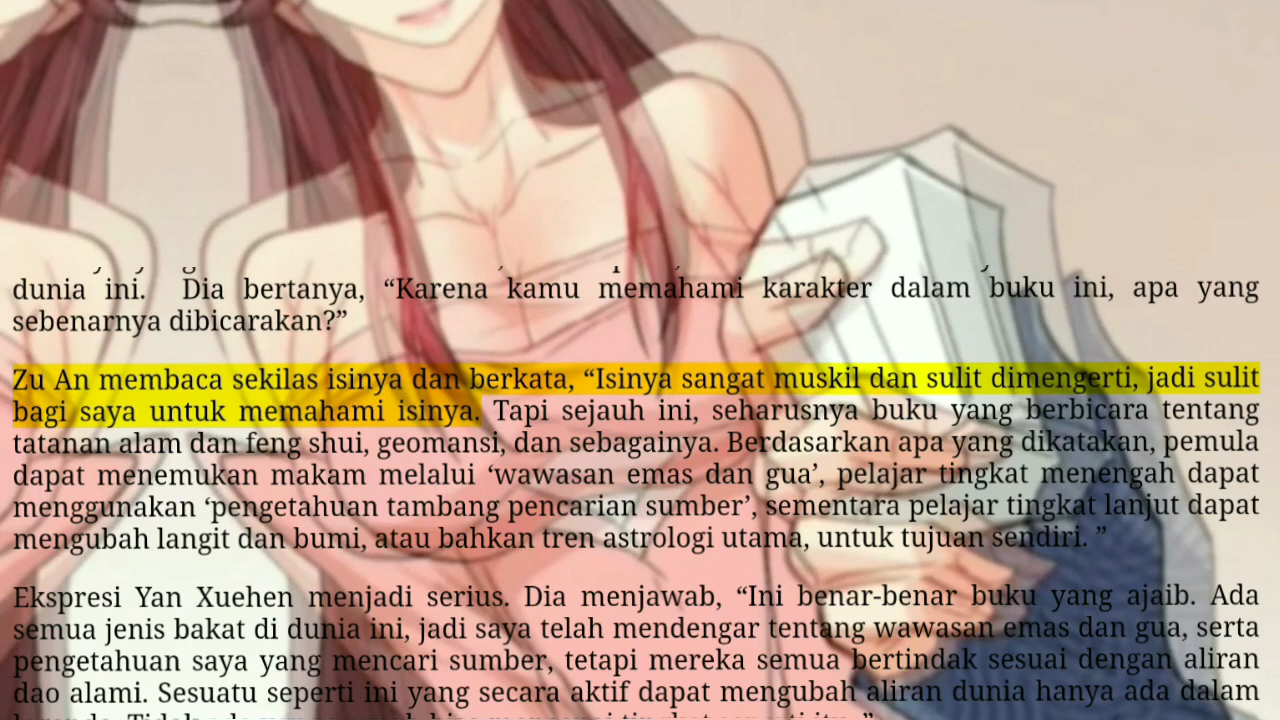 dunia ini. Dia bertanya, “Karena kamu memahami karakter dalam buku ini, apa yang
sebenarnya dibicarakan?”
Zu An membaca sekilas isinya dan berkata, “Isinya sangat muskil dan sulit dimengerti, jadi sulit
bagi saya untuk memahami isinya. Tapi sejauh ini, seharusnya buku yang berbicara tentang
tatanan alam dan feng shui, geomansi, dan sebagainya. Berdasarkan apa yang dikatakan, pemula
dapat menemukan makam melalui ‘wawasan emas dan gua’, pelajar tingkat menengah dapat
menggunakan ‘pengetahuan tambang pencarian sumber’, sementara pelajar tingkat lanjut dapat
mengubah langit dan bumi, atau bahkan tren astrologi utama, untuk tujuan sendiri. ”
Ekspresi Yan Xuehen menjadi serius. Dia menjawab, “Ini benar-benar buku yang ajaib. Ada
semua jenis bakat di dunia ini, jadi saya telah mendengar tentang wawasan emas dan gua, serta
pengetahuan saya yang mencari sumber, tetapi mereka semua bertindak sesuai dengan aliran
dao alami. Sesuatu seperti ini yang secara aktif dapat mengubah aliran dunia hanya ada dalam